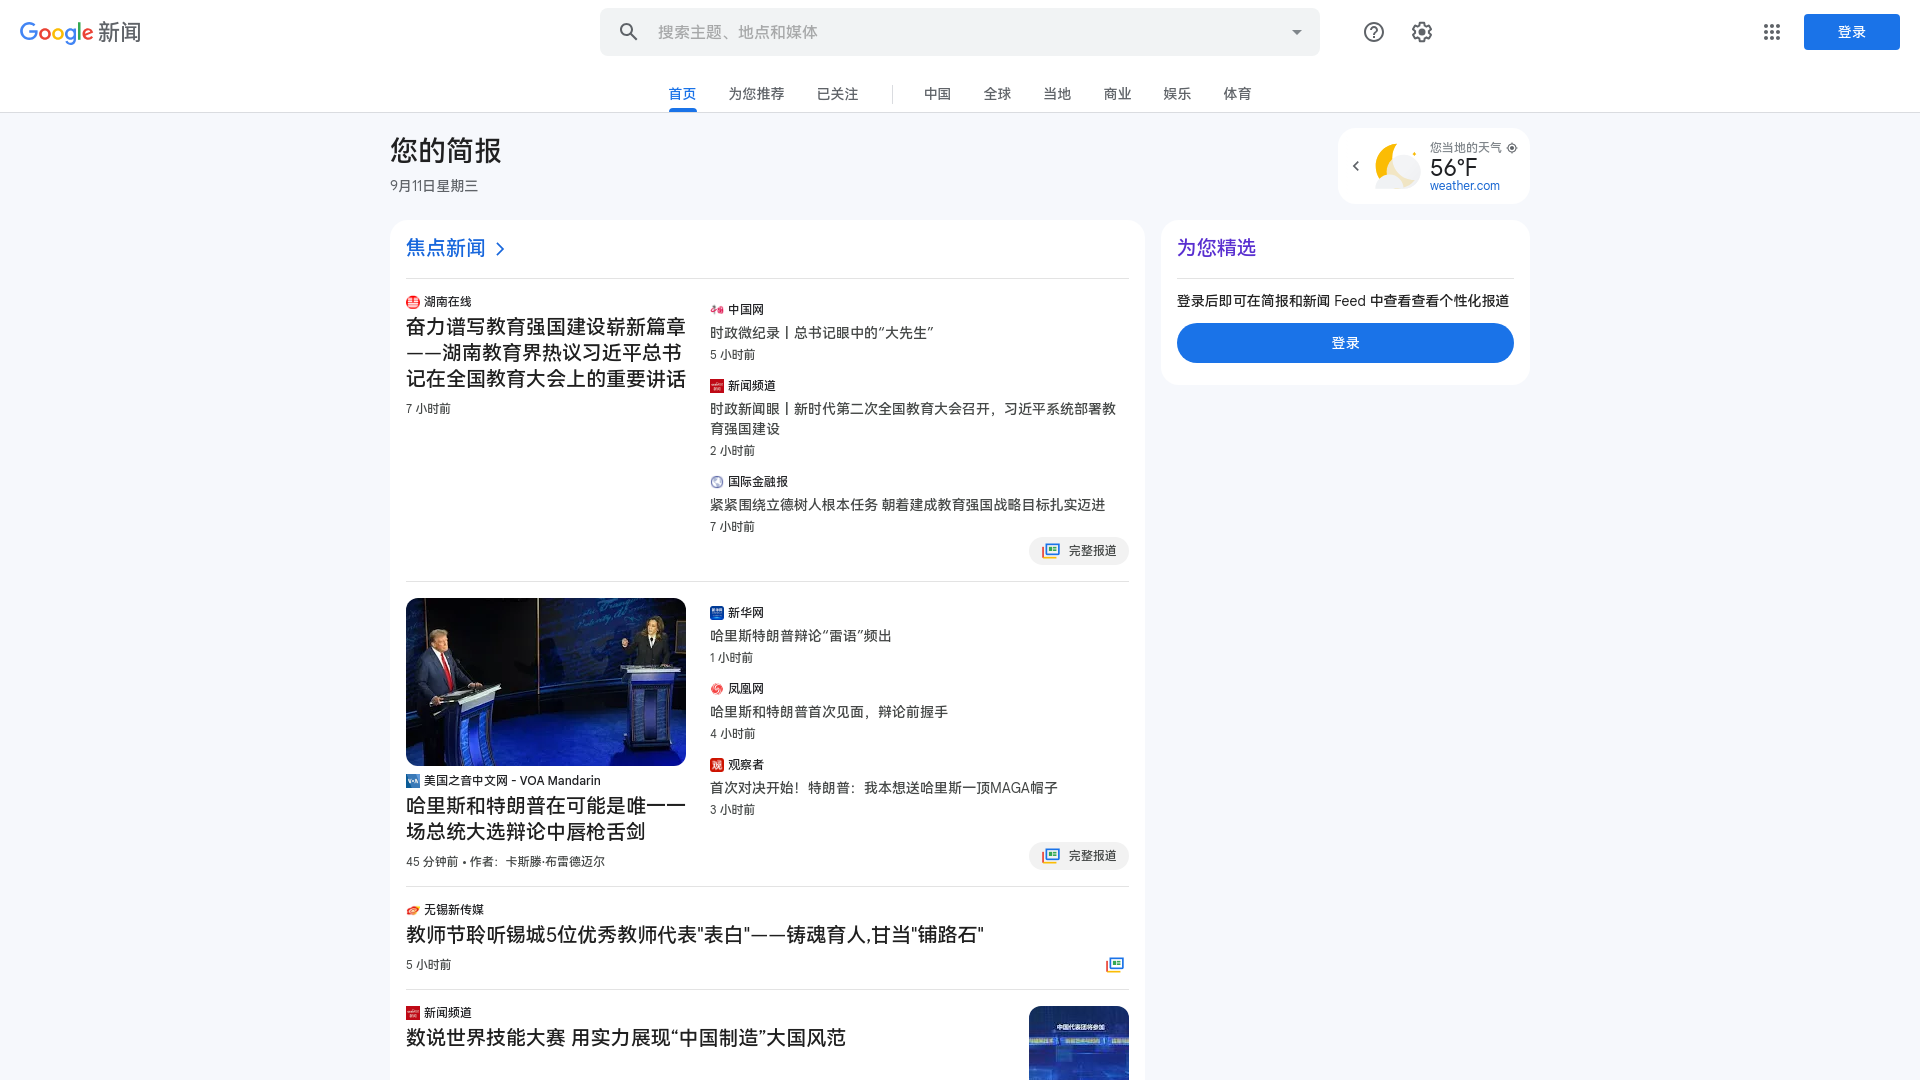 Google 新闻
搜索主题、地点和媒体
登录
首页
为您推荐
已关注
中国
全球
当地
商业
娱乐
体育
您的简报
9月11日星期三
您当地的天气
56°F
weather.com
焦点新闻
湖南在线
奋力谱写教育强国建设崭新篇章
——湖南教育界热议习近平总书
记在全国教育大会上的重要讲话
7 小时前
中国网
时政微纪录丨总书记眼中的“大先生”
5 小时前
新闻频道
时政新闻眼丨新时代第二次全国教育大会召开，习近平系统部署教
育强国建设
2 小时前
国际金融报
紧紧围绕立德树人根本任务 朝着建成教育强国战略目标扎实迈进
7 小时前
完整报道
为您精选
登录后即可在简报和新闻 Feed 中查看查看个性化报道
登录
美国之音中文网 - VOA Mandarin
哈里斯和特朗普在可能是唯一一
场总统大选辩论中唇枪舌剑
45 分钟前 • 作者：卡斯滕·布雷德迈尔
新华网
哈里斯特朗普辩论“雷语”频出
1 小时前
凤凰网
哈里斯和特朗普首次见面，辩论前握手
4 小时前
观察者
首次对决开始！特朗普：我本想送哈里斯一顶MAGA帽子
3 小时前
完整报道
无锡新传媒
教师节聆听锡城5位优秀教师代表"表白"——铸魂育人,甘当"铺路石"
5 小时前
新闻频道
数说世界技能大赛 用实力展现“中国制造”大国风范
中国代表团将参加